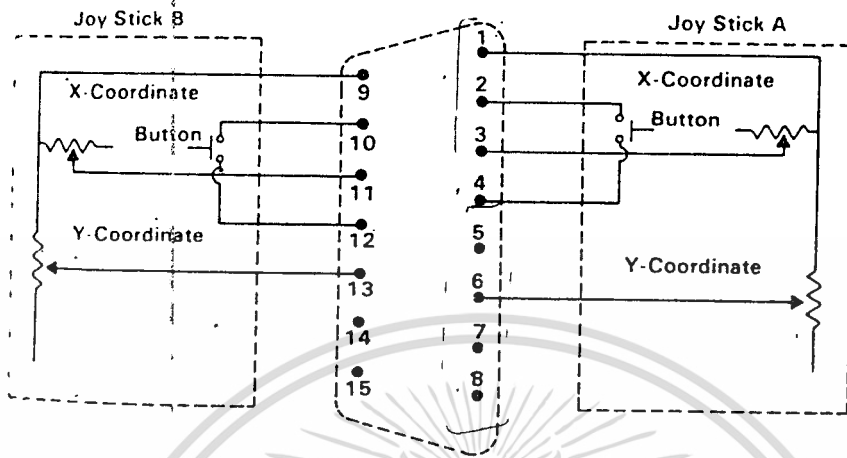 Joy Stick B
Joy Stick A
X-Coordinate
Button
Y-Coordinate
9
10
11
12
13
14
15
1
2
3
4
5
6
7
8
X-Coordinate
Button
Y-Coordinate